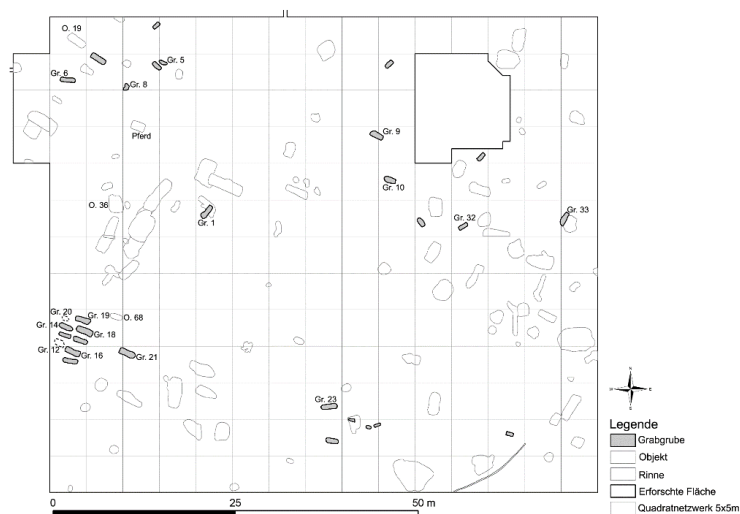 O. 19
Gr. 5
Gr. 6
Gr. 8
Pferd
Gr. 9
Gr. 10
O. 36
Gr. 1
Gr. 32
Gr. 33
Gr. 20
Gr. 19
O. 68
Gr. 14
Gr. 18
Gr. 12
Gr. 16
Gr. 21
Gr. 23
N
W
E
S
Legende
Grabgrube
Objekt
Rinne
Erforschte Fläche
Quadratnetzwerk 5x5m
0 25 50 m